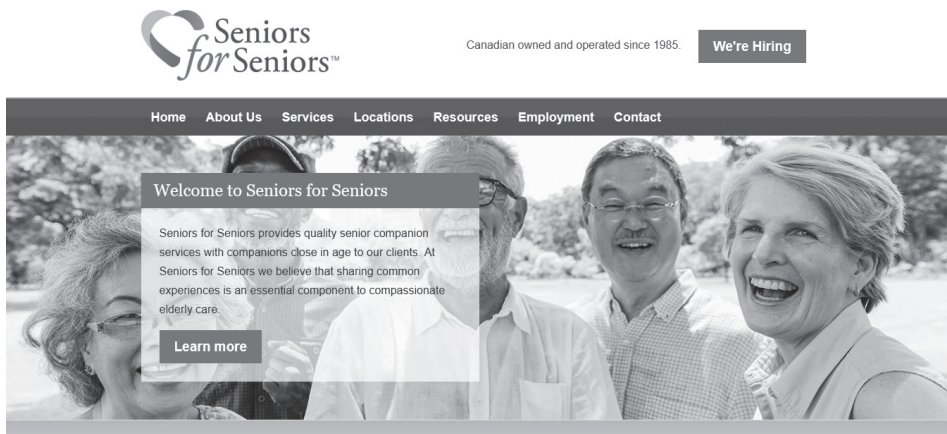 Seniors
for Seniors™
Canadian owned and operated since 1985.
We're Hiring
Home About Us Services Locations Resources Employment Contact
Welcome to Seniors for Seniors
Seniors for Seniors provides quality senior companion
services with companions close in age to our clients. At
Seniors for Seniors we believe that sharing common
experiences is an essential component to compassionate
elderly care.
Learn more